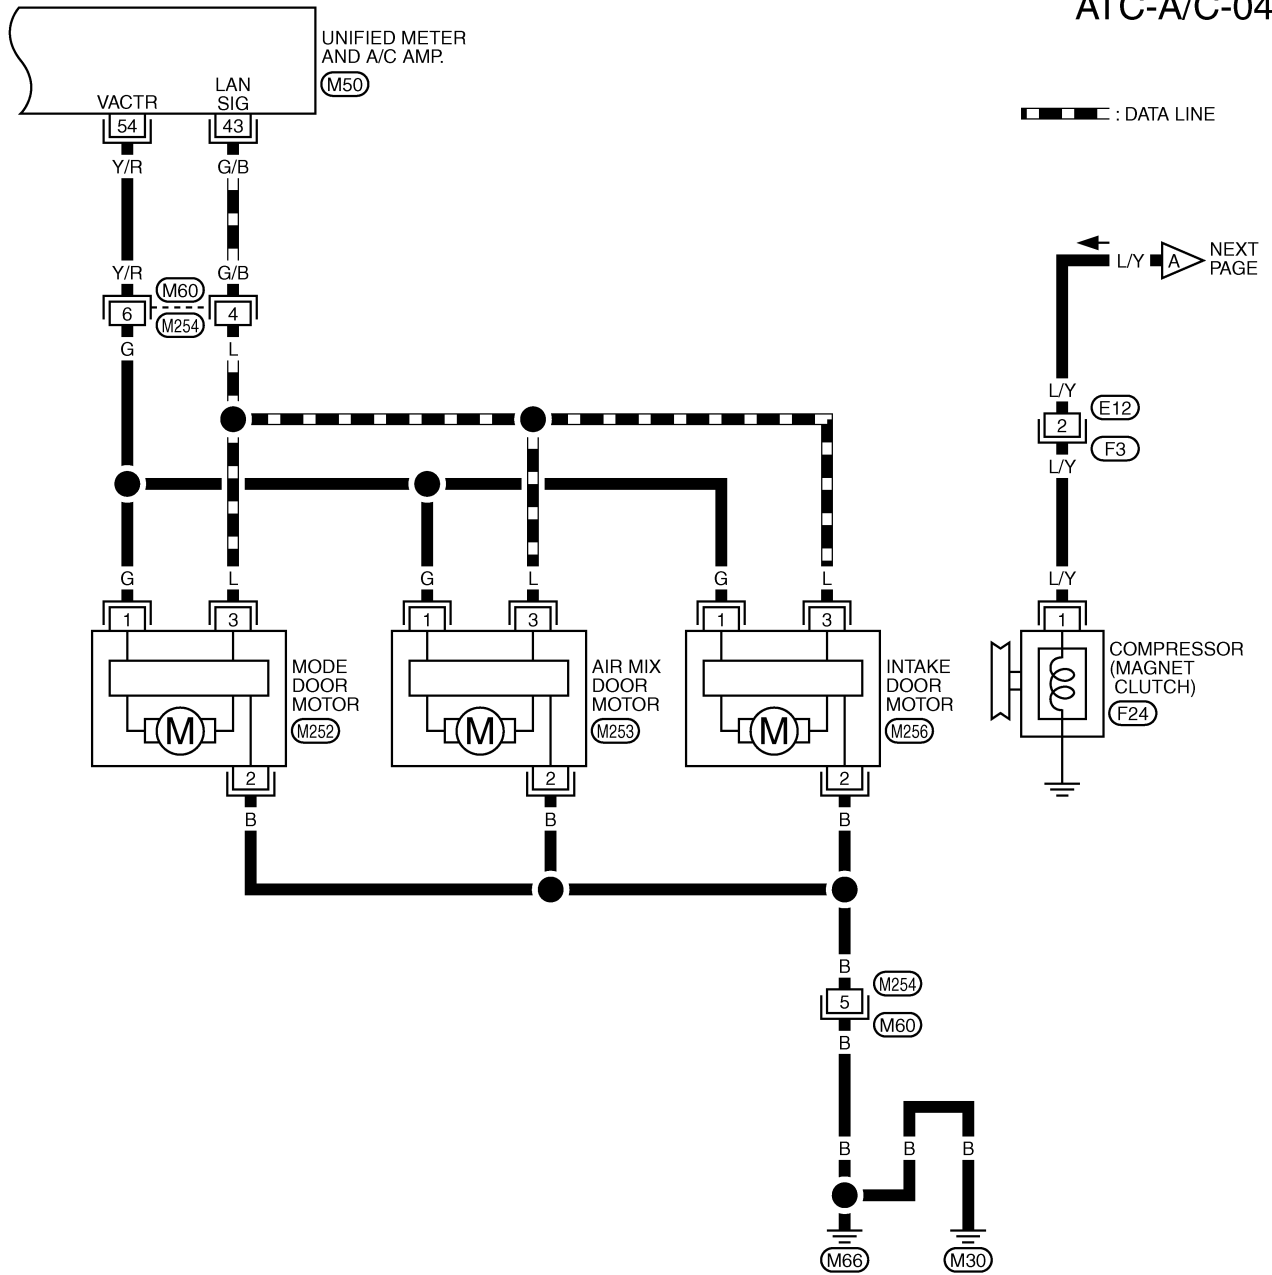 ATC-A/C-04
UNIFIED METER
AND A/C AMP.
M50
LAN
VACTR SIG
54 43
: DATA LINE
Y/R G/B
Y/R G/B
M60
6 4
M254
G L
L/Y A NEXT
PAGE
L/Y
E12
2
F3
L/Y
G L G L G L L/Y
1 3 1 3 1 3 1
MODE
DOOR
MOTOR
M252
M
AIR MIX
DOOR
MOTOR
M253
M
INTAKE
DOOR
MOTOR
M256
M
COMPRESSOR
(MAGNET
CLUTCH)
F24
2 2 2
B B B
B
M254
5
M60
B
B B B
M66 M30